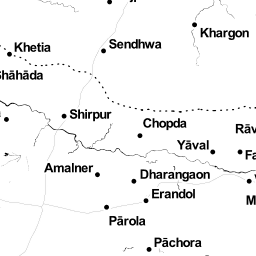 Khargon
Sendhwa
Khetia
Shāhāda
Shirpur
Chopda
Rāv
Yāval
Fa
Amalner
Dharangaon
Erandol
M
Pārola
Pāchora